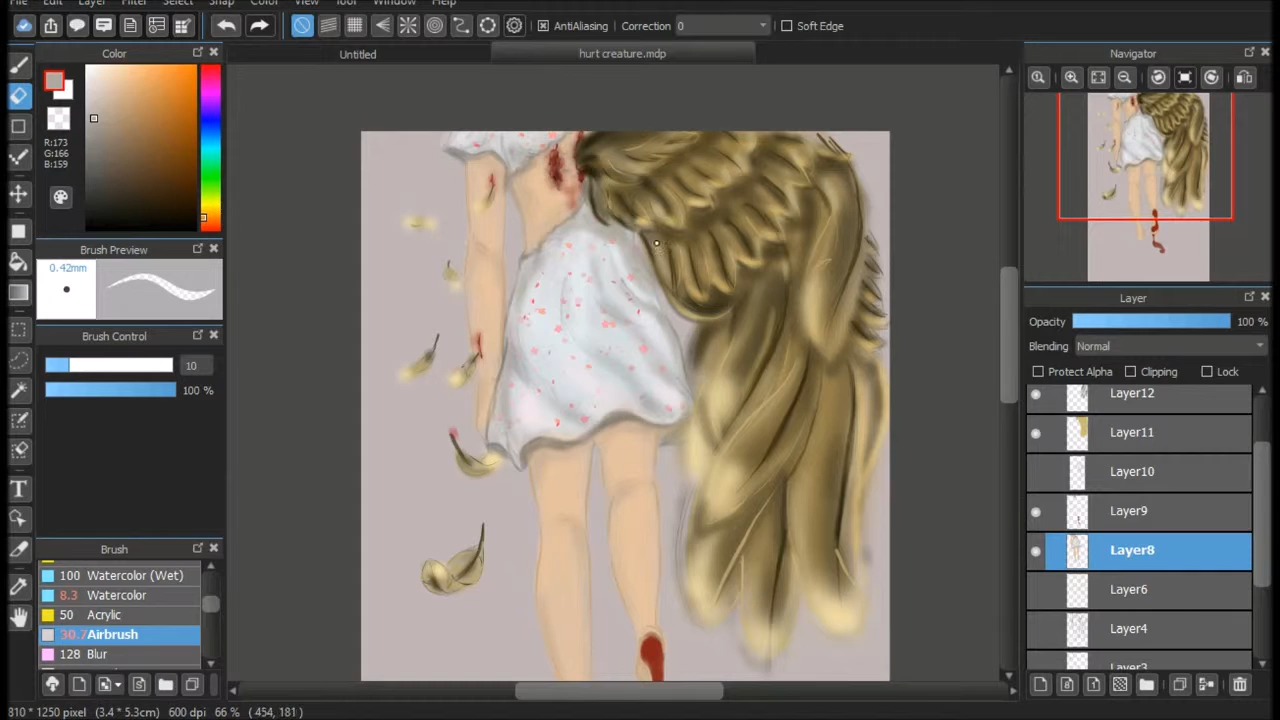 File Edit Layer Filter Select Snap Color View Tool Window Help
AntiAliasing Correction 0 Soft Edge
Untitled hurt creature.mdp
Color
R:173
G:166
B:159
Brush Preview
0.42mm
Brush Control
10
100 %
Brush
100 Watercolor (Wet)
8.3 Watercolor
50 Acrylic
30.7 Airbrush
128 Blur
810 * 1250 pixel (3.4 * 5.3cm) 600 dpi 66 % ( 454, 181 )
Navigator
Layer
Opacity 100 %
Blending Normal
Protect Alpha Clipping Lock
Layer12
Layer11
Layer10
Layer9
Layer8
Layer6
Layer4
Layer3